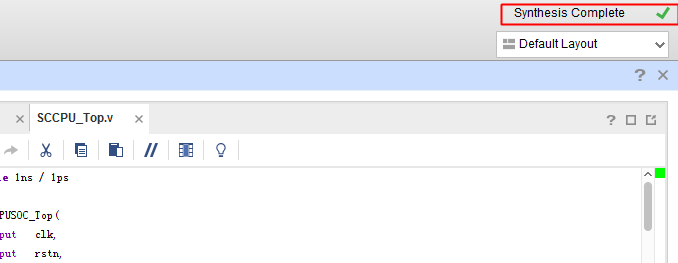 Synthesis Complete
Default Layout
SCCPU_Top.v
le 1ns / 1ps
PUSOC_Top(
put clk,
put rstn,